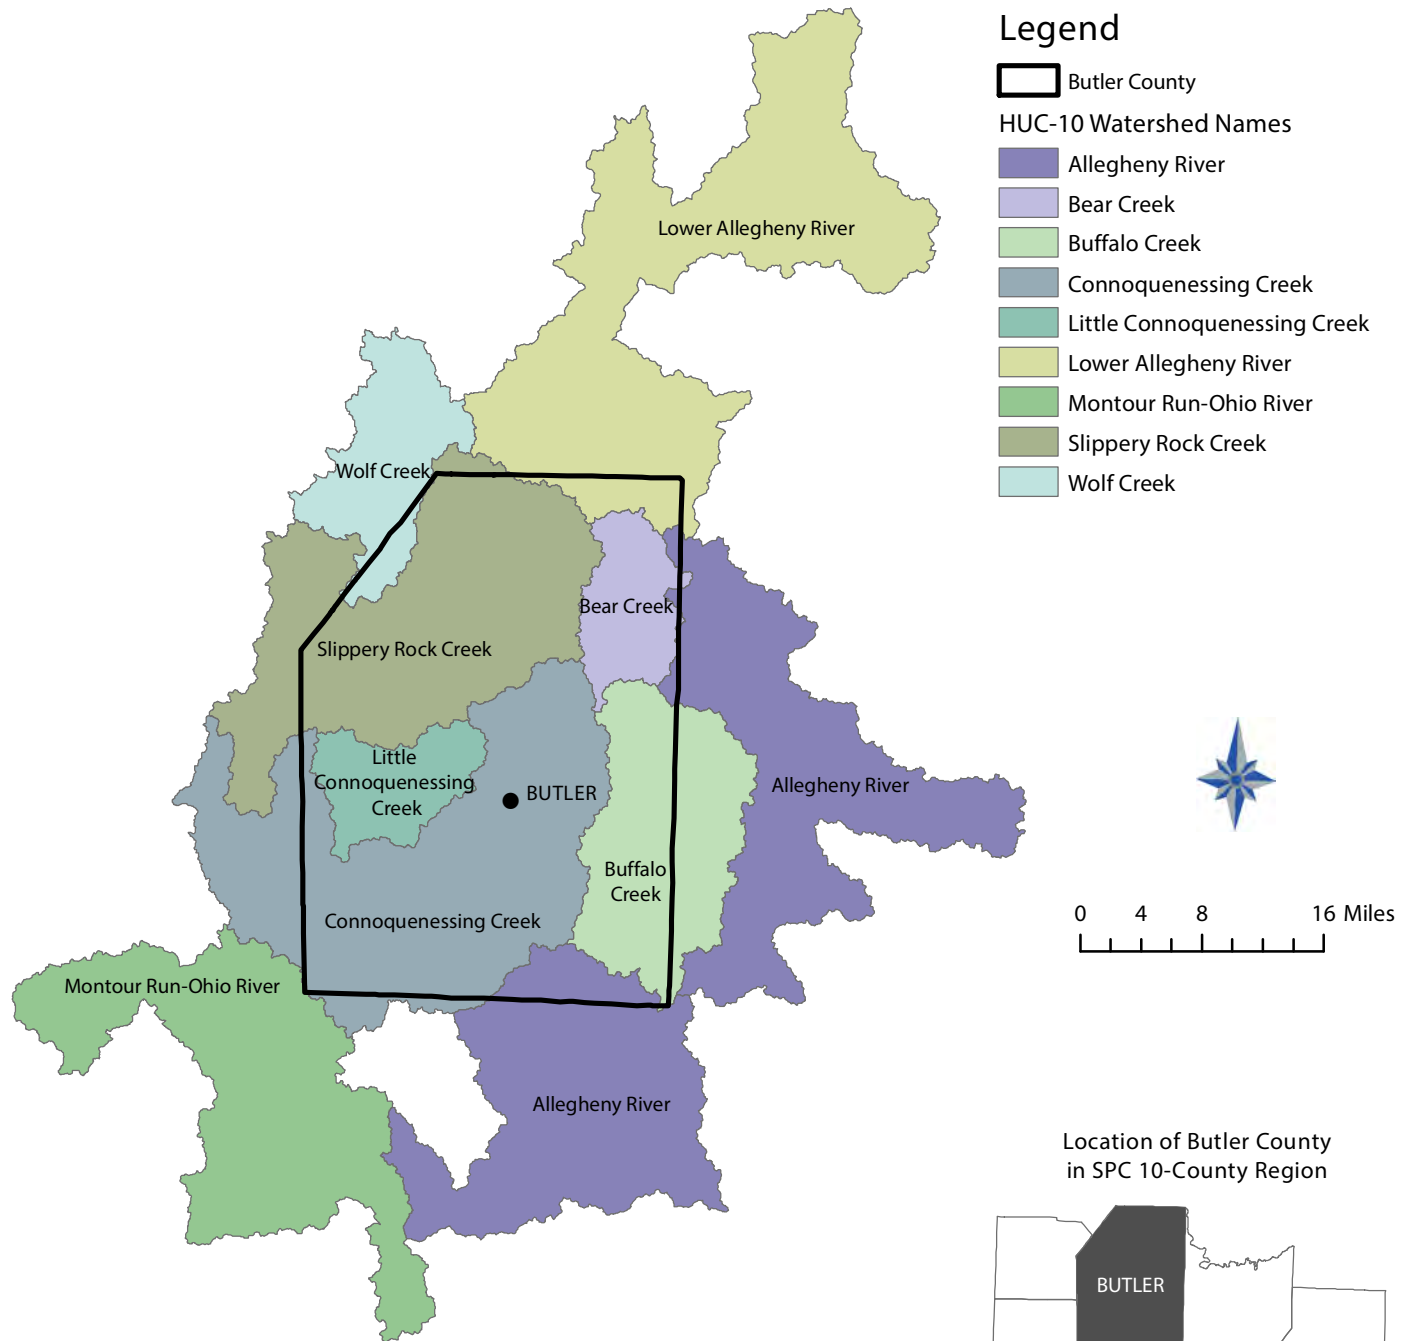 Legend
Butler County
HUC-10 Watershed Names
Allegheny River
Bear Creek
Buffalo Creek
Connoquenessing Creek
Little Connoquenessing Creek
Lower Allegheny River
Montour Run-Ohio River
Slippery Rock Creek
Wolf Creek
Lower Allegheny River
Wolf Creek
Bear Creek
Slippery Rock Creek
Little
Connoquenessing
Creek
BUTLER
Allegheny River
Buffalo
Creek
Connoquenessing Creek
Montour Run-Ohio River
Allegheny River
0 4 8 16 Miles
Location of Butler County
in SPC 10-County Region
BUTLER